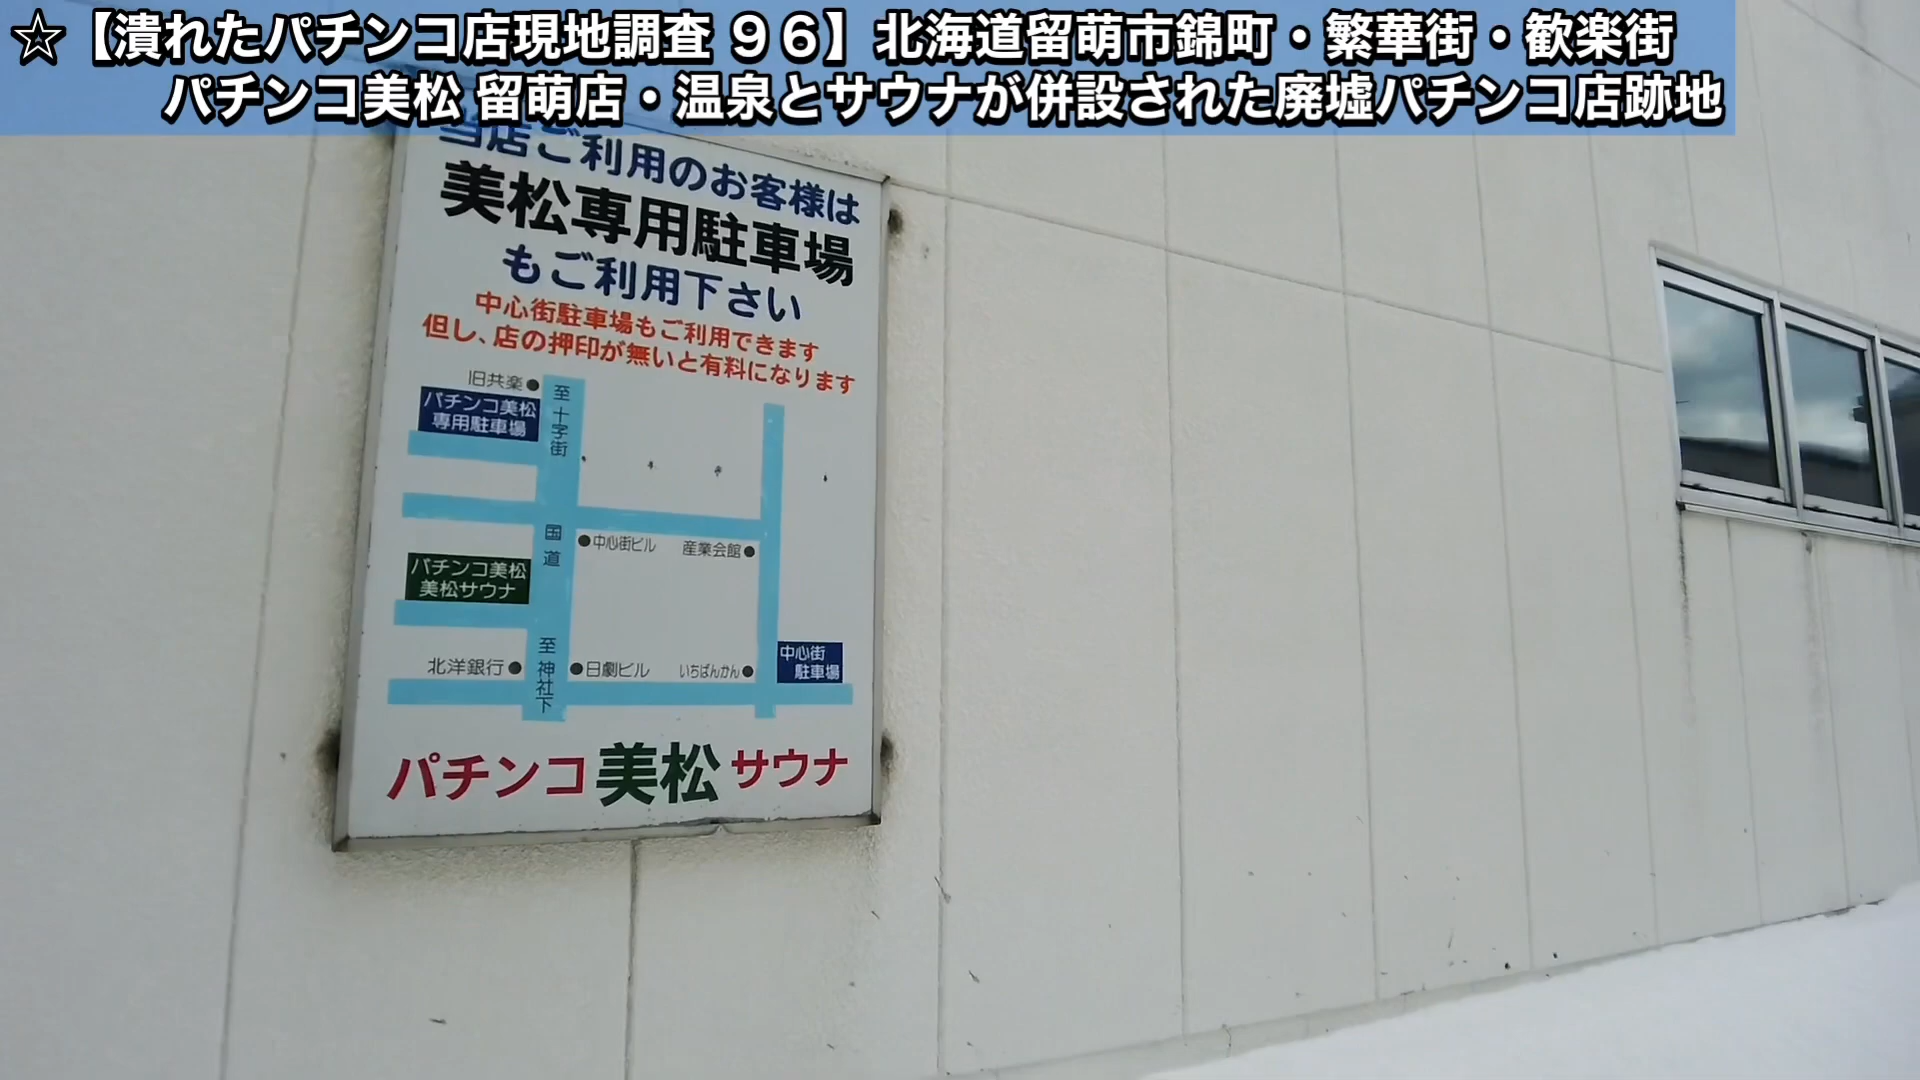 ☆【潰れたパチンコ店現地調査 96】北海道留萌市錦町・繁華街・歓楽街
パチンコ美松 留萌店・温泉とサウナが併設された廃墟パチンコ店跡地
当店ご利用のお客様は
美松専用駐車場
もご利用下さい
中心街駐車場もご利用できます
但し、店の押印が無いと有料になります
旧共楽●
至十字街
パチンコ美松
専用駐車場
国道
●中心街ビル
産業会館●
パチンコ美松
美松サウナ
至神社下
北洋銀行●
●日劇ビル
いちばんかん●
中心街
駐車場
パチンコ 美松 サウナ